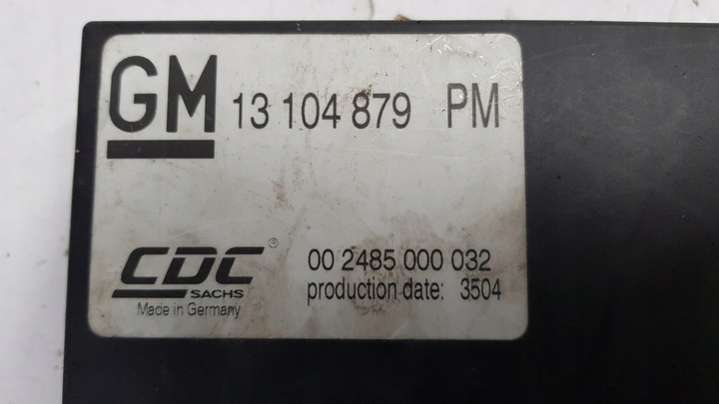 GM 13 104 879 PM
CDC ®
SACHS
Made in Germany
00 2485 000 032
production date: 3504